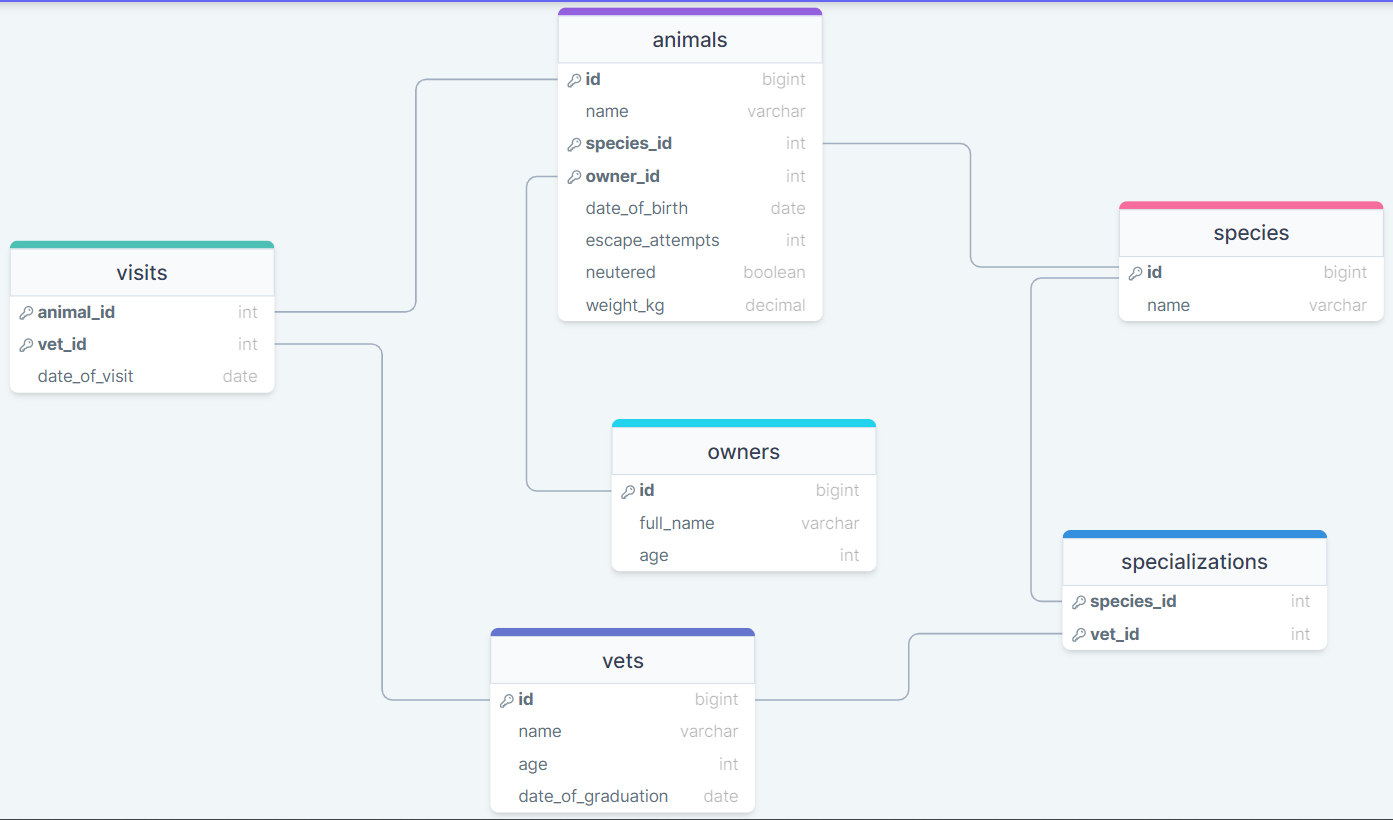 animals
id bigint
name varchar
species_id int
owner_id int
date_of_birth date
escape_attempts int
neutered boolean
weight_kg decimal
species
id bigint
name varchar
visits
animal_id int
vet_id int
date_of_visit date
owners
id bigint
full_name varchar
age int
specializations
species_id int
vet_id int
vets
id bigint
name varchar
age int
date_of_graduation date